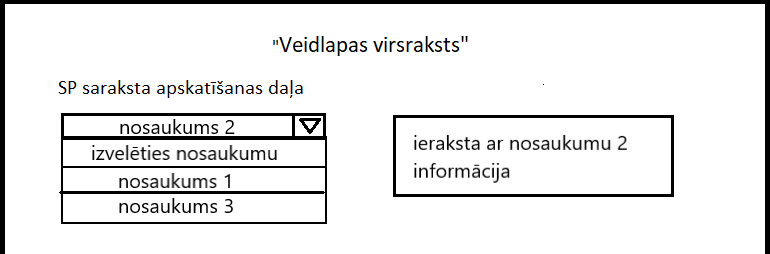 "Veidlapas virsraksts"
SP saraksta apskatīšanas daļa
nosaukums 2
izvelēties nosaukumu
nosaukums 1
nosaukums 3
ieraksta ar nosaukumu 2
informācija